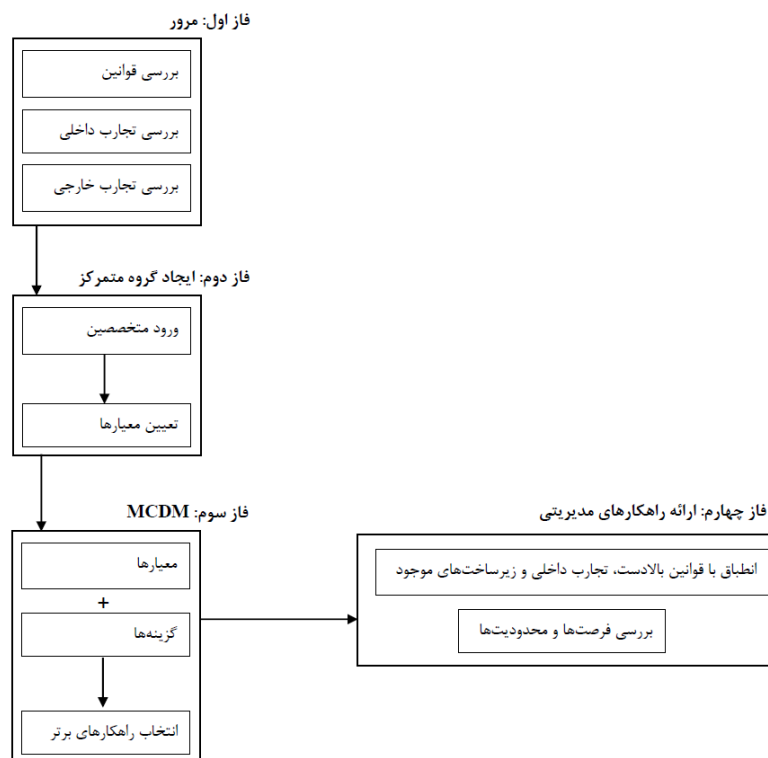 فاز اول: مرور
بررسی قوانین
بررسی تجارب داخلی
بررسی تجارب خارجی
فاز دوم: ایجاد گروه متمرکز
ورود متخصصین
تعیین معیارها
فاز سوم: MCDM
معیارها
+
گزینه‌ها
انتخاب راهکارهای برتر
فاز چهارم: ارائه راهکارهای مدیریتی
انطباق با قوانین بالادست، تجارب داخلی و زیرساخت‌های موجود
بررسی فرصت‌ها و محدودیت‌ها